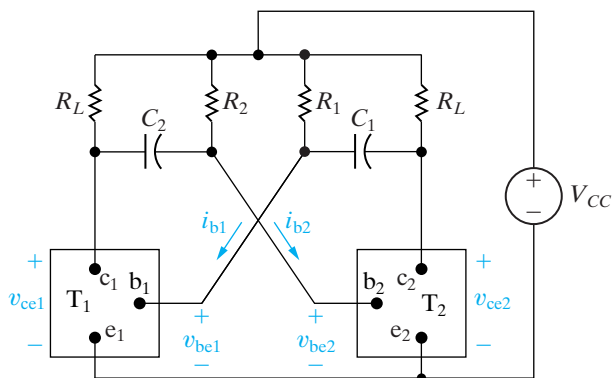 R_L C_2 R_2 R_1 C_1 R_L
+ − V_CC
i_b1 i_b2
+ c_1 b_1 b_2 c_2 +
v_ce1 T_1 T_2 v_ce2
− e_1 + + e_2 −
v_be1 v_be2
− −